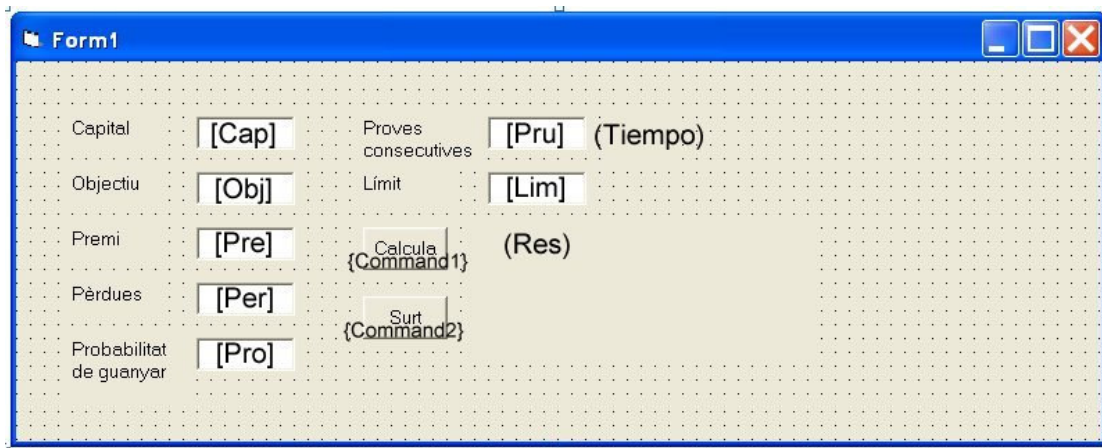 Form1
Capital [Cap]
Proves consecutives [Pru] (Tiempo)
Objectiu [Obj]
Límit [Lim]
Premi [Pre]
Calcula (Res)
{Command1}
Pèrdues [Per]
Surt
{Command2}
Probabilitat de guanyar [Pro]